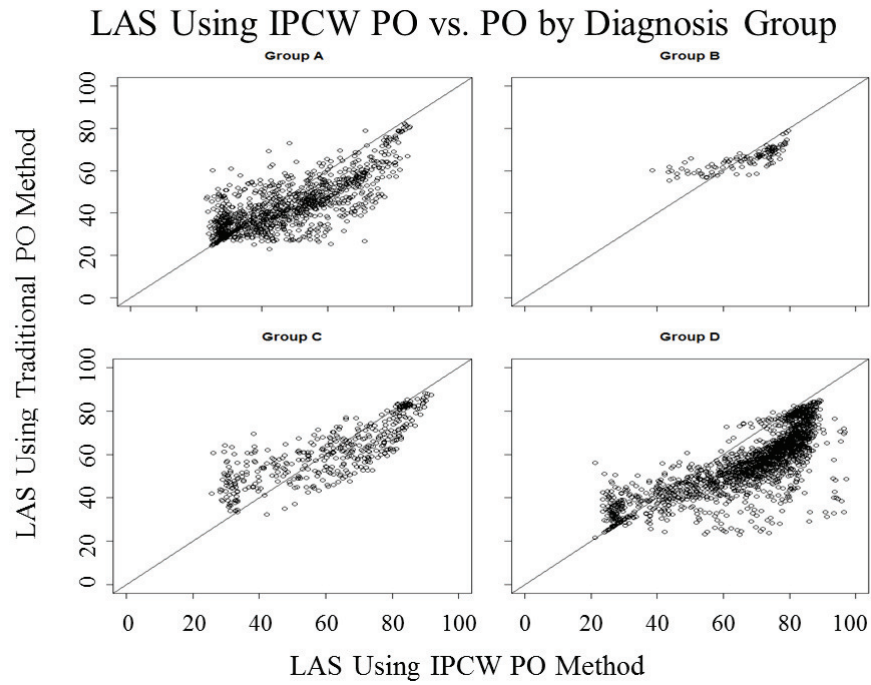 LAS Using IPCW PO vs. PO by Diagnosis Group
Group A
Group B
100
80
60
40
20
0
LAS Using Traditional PO Method
Group C
Group D
100
80
60
40
20
0
0 20 40 60 80 100
0 20 40 60 80 100
LAS Using IPCW PO Method